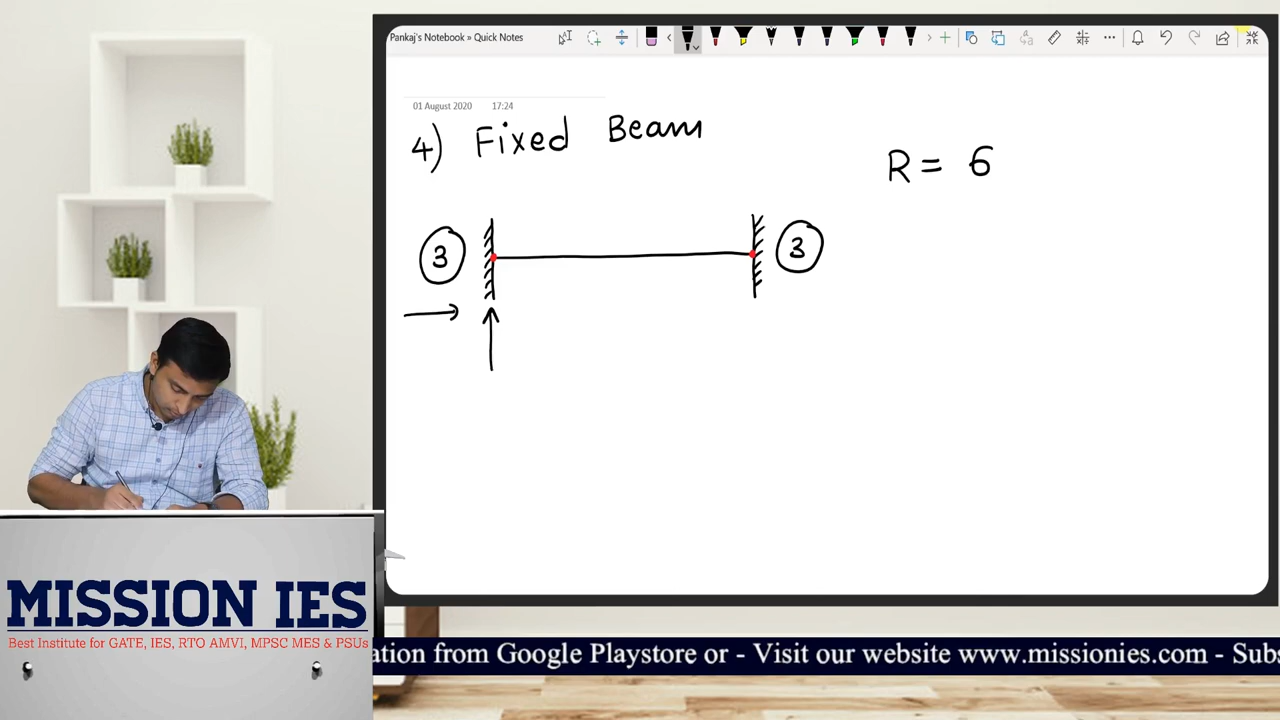 Pankaj's Notebook » Quick Notes
01 August 2020 17:24
4) Fixed Beam
R = 6
3
3
MISSION IES
Best Institute for GATE, IES, RTO AMVI, MPSC MES & PSUs
ation from Google Playstore or - Visit our website www.missionies.com - Subs